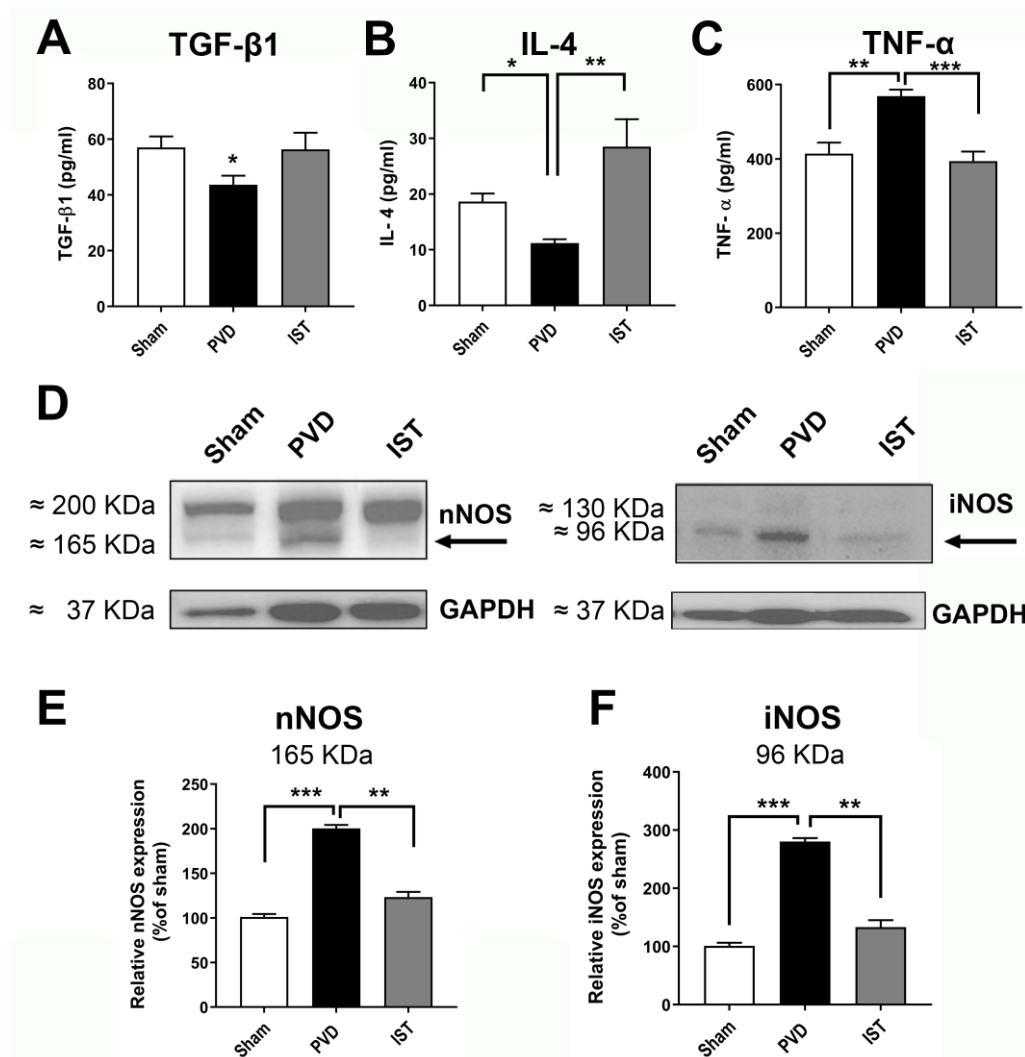 A
TGF-β1
TGF-β1 (pg/ml)
80
60
40
20
0
*
Sham
PVD
IST
B
IL-4
IL- 4 (pg/ml)
40
30
20
10
0
*
**
Sham
PVD
IST
C
TNF-α
TNF- α (pg/ml)
600
400
200
0
**
***
Sham
PVD
IST
D
Sham
PVD
IST
≈ 200 KDa
≈ 165 KDa
nNOS
≈ 37 KDa
GAPDH
Sham
PVD
IST
≈ 130 KDa
≈ 96 KDa
iNOS
≈ 37 KDa
GAPDH
E
nNOS
165 KDa
Relative nNOS expression
(%of sham)
250
200
150
100
50
0
***
**
Sham
PVD
IST
F
iNOS
96 KDa
Relative iNOS expression
(%of sham)
400
300
200
100
0
***
**
Sham
PVD
IST